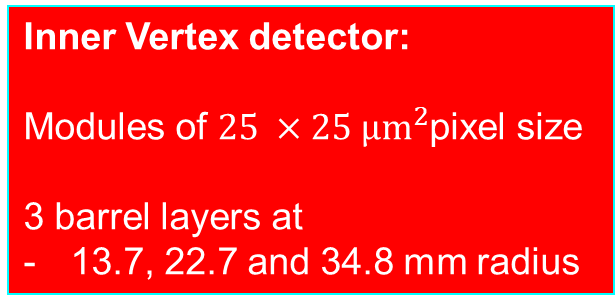 Inner Vertex detector:
Modules of 25 × 25 μm²pixel size
3 barrel layers at
- 13.7, 22.7 and 34.8 mm radius